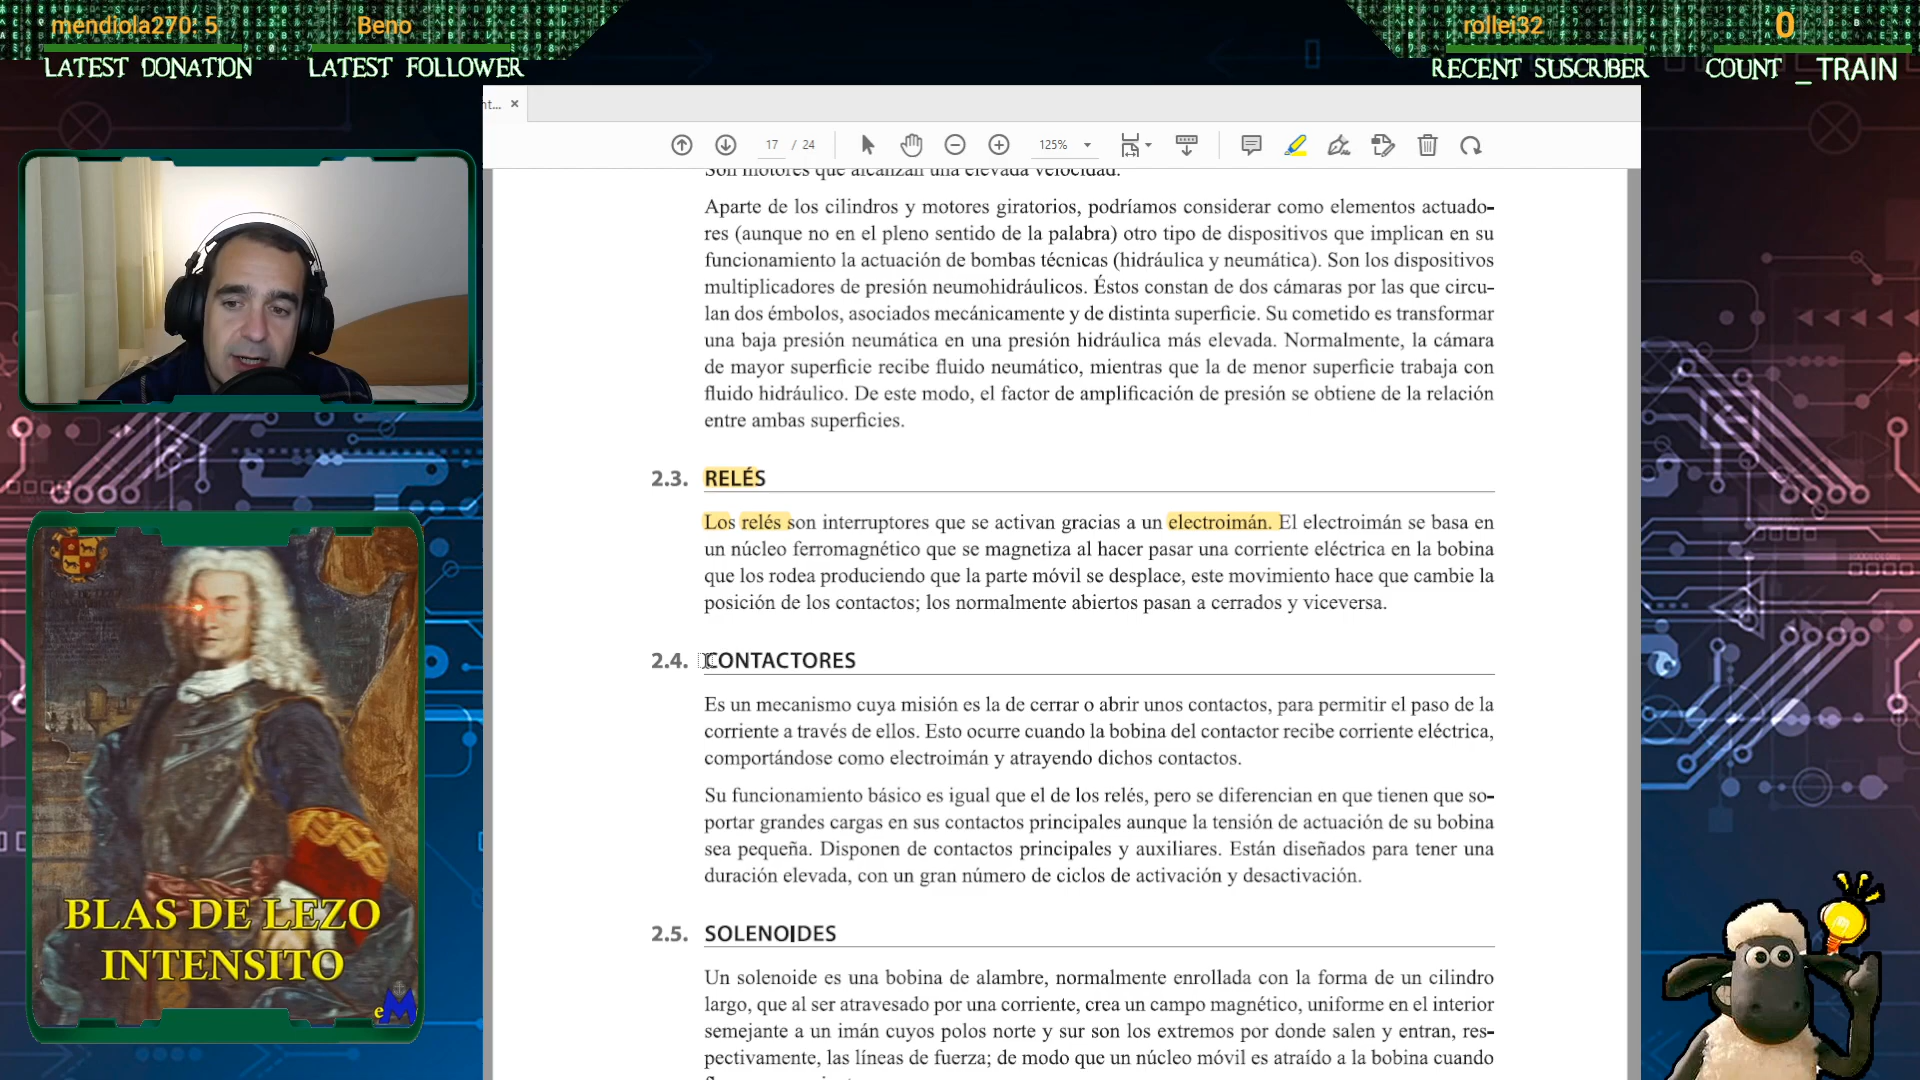 mendiola270: 5
Beno
rollei32
0
LATEST DONATION
LATEST FOLLOWER
RECENT SUSCRIBER
COUNT _TRAIN
nt... ×
17 / 24
125%
Son motores que alcanzan una elevada velocidad.
Aparte de los cilindros y motores giratorios, podríamos considerar como elementos actuado-
res (aunque no en el pleno sentido de la palabra) otro tipo de dispositivos que implican en su
funcionamiento la actuación de bombas técnicas (hidráulica y neumática). Son los dispositivos
multiplicadores de presión neumohidráulicos. Éstos constan de dos cámaras por las que circu-
lan dos émbolos, asociados mecánicamente y de distinta superficie. Su cometido es transformar
una baja presión neumática en una presión hidráulica más elevada. Normalmente, la cámara
de mayor superficie recibe fluido neumático, mientras que la de menor superficie trabaja con
fluido hidráulico. De este modo, el factor de amplificación de presión se obtiene de la relación
entre ambas superficies.
2.3. RELÉS
Los relés son interruptores que se activan gracias a un electroimán. El electroimán se basa en
un núcleo ferromagnético que se magnetiza al hacer pasar una corriente eléctrica en la bobina
que los rodea produciendo que la parte móvil se desplace, este movimiento hace que cambie la
posición de los contactos; los normalmente abiertos pasan a cerrados y viceversa.
2.4. CONTACTORES
Es un mecanismo cuya misión es la de cerrar o abrir unos contactos, para permitir el paso de la
corriente a través de ellos. Esto ocurre cuando la bobina del contactor recibe corriente eléctrica,
comportándose como electroimán y atrayendo dichos contactos.
Su funcionamiento básico es igual que el de los relés, pero se diferencian en que tienen que so-
portar grandes cargas en sus contactos principales aunque la tensión de actuación de su bobina
sea pequeña. Disponen de contactos principales y auxiliares. Están diseñados para tener una
duración elevada, con un gran número de ciclos de activación y desactivación.
2.5. SOLENOIDES
Un solenoide es una bobina de alambre, normalmente enrollada con la forma de un cilindro
largo, que al ser atravesado por una corriente, crea un campo magnético, uniforme en el interior
semejante a un imán cuyos polos norte y sur son los extremos por donde salen y entran, res-
pectivamente, las líneas de fuerza; de modo que un núcleo móvil es atraído a la bobina cuando
BLAS DE LEZO
INTENSITO
eM